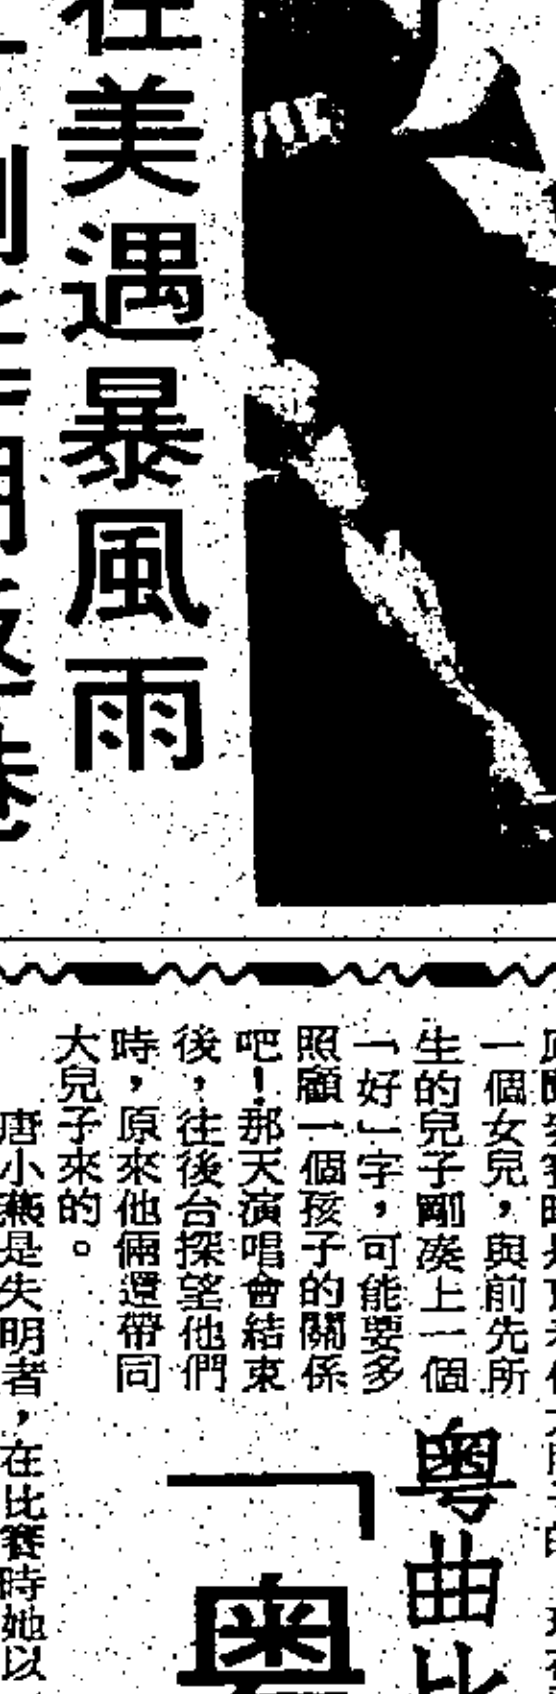 在美遇暴風雨
一個女兒，與前先所
生的兒子剛凑上一個
「好」字，可能要多
照顧一個孩子的關係
吧！那天演唱會結束
後，往後台探望他們
時，原來他倆還帶同
大兒子來的。
唐小燕是失明者，在比賽時她以
粵曲比
「粵